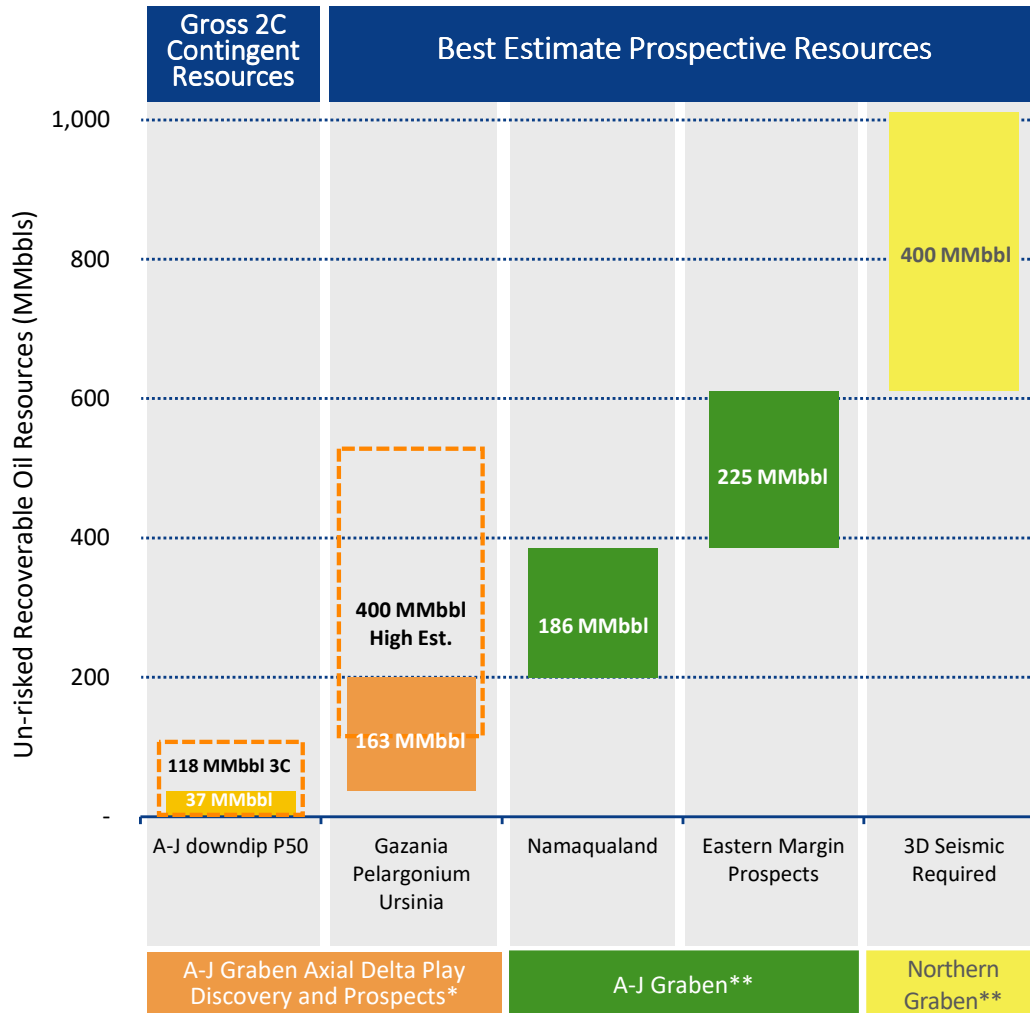 Gross 2C
Contingent
Resources
Best Estimate Prospective Resources
Un-risked Recoverable Oil Resources (MMbbls)
1,000
800
600
400
200
-
400 MMbbl
225 MMbbl
400 MMbbl
High Est.
186 MMbbl
163 MMbbl
118 MMbbl 3C
37 MMbbl
A-J downdip P50
Gazania
Pelargonium
Ursinia
Namaqualand
Eastern Margin
Prospects
3D Seismic
Required
A-J Graben Axial Delta Play
Discovery and Prospects*
A-J Graben**
Northern
Graben**